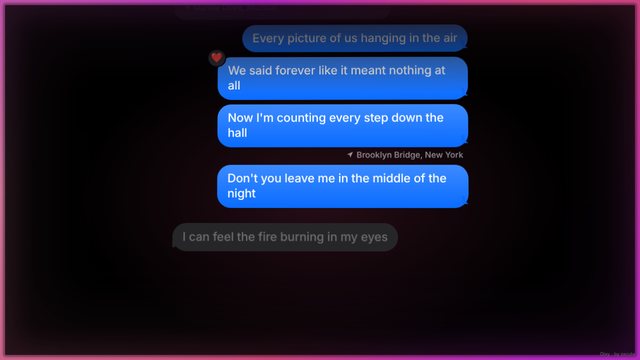 Every picture of us hanging in the air
We said forever like it meant nothing at
all
Now I'm counting every step down the
hall
Brooklyn Bridge, New York
Don't you leave me in the middle of the
night
I can feel the fire burning in my eyes